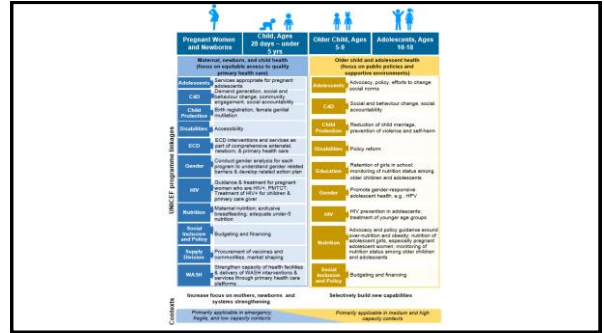 Pregnant Women
and Newborns
Child, Ages
28 days – under
5 yrs
Older Child, Ages
5-9
Adolescents, Ages
10-18
Maternal, newborn, and child health
(focus on equitable access to quality
primary health care)
Older child and adolescent health
(focus on public policies and
supportive environments)
UNICEF programme linkages
Adolescents
Services appropriate for pregnant
adolescents
C4D
Demand generation, social and
behaviour change, community
engagement, social accountability
Child
Protection
Birth registration, female genital
mutilation
Disabilities
Accessibility
ECD
ECD interventions and services as
part of comprehensive antenatal,
newborn, & primary health care
Gender
Conduct gender analysis for each
program to understand gender related
barriers & develop related action plan
HIV
Guidance & treatment for pregnant
women who are HIV+, PMTCT;
Treatment of HIV+ for children &
primary care giver
Nutrition
Maternal nutrition; exclusive
breastfeeding; adequate under-5
nutrition
Social
Inclusion
and Policy
Budgeting and financing
Supply
Division
Procurement of vaccines and
commodities, market shaping
WASH
Strengthen capacity of health facilities
& delivery of WASH interventions &
services through primary health care
platforms
Adolescents
Advocacy, policy, efforts to change
social norms
C4D
Social and behaviour change, social
accountability
Child
Protection
Reduction of child marriage,
prevention of violence and self-harm
Disabilities
Policy reform
Education
Retention of girls in school;
monitoring of nutrition status among
older children and adolescents
Gender
Promote gender-responsive
adolescent health, e.g., HPV
HIV
HIV prevention in adolescents;
treatment of younger age groups
Nutrition
Advocacy and policy guidance around
over-nutrition and obesity; nutrition of
adolescent girls, especially pregnant
adolescent women; monitoring of
nutrition status among older children
and adolescents
Social
Inclusion
and Policy
Budgeting and financing
Contexts
Increase focus on mothers, newborns and
systems strengthening
Selectively build new capabilities
Primarily applicable in emergency,
fragile, and low capacity contexts
Primarily applicable in medium and high
capacity contexts